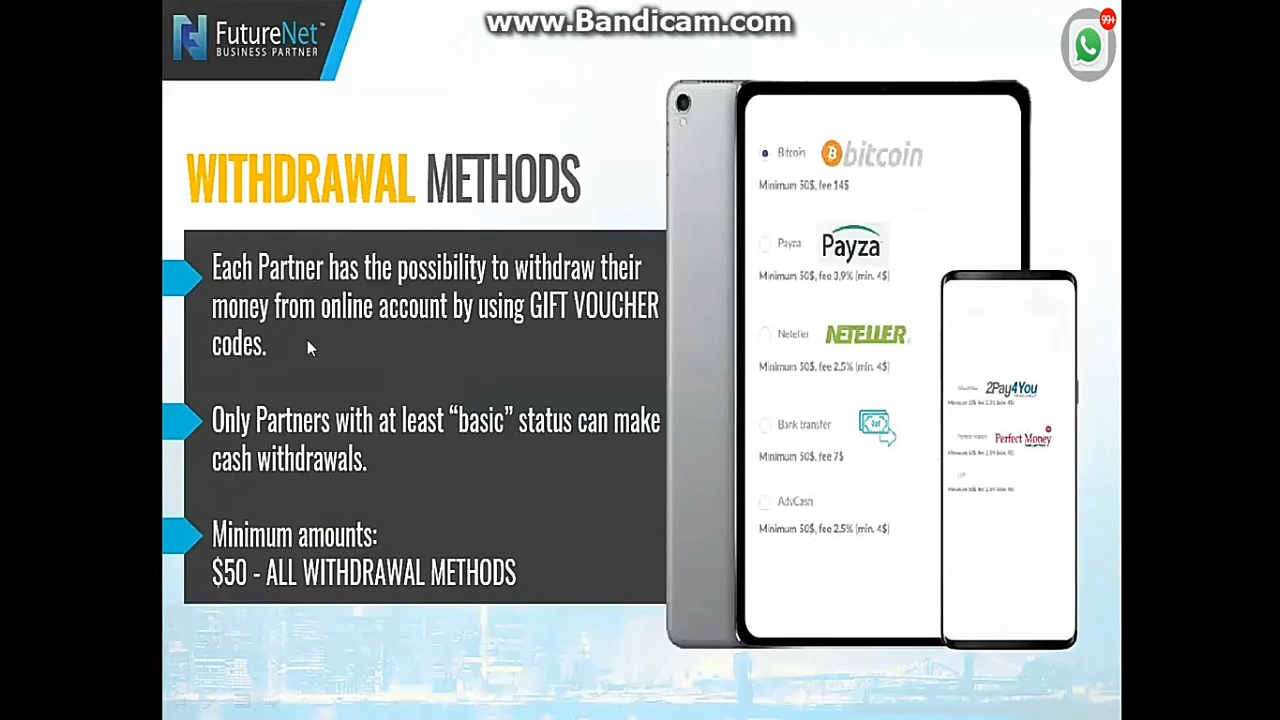 www.Bandicam.com
FutureNet™
BUSINESS PARTNER
99+
WITHDRAWAL METHODS
Each Partner has the possibility to withdraw their
money from online account by using GIFT VOUCHER
codes.
Only Partners with at least “basic” status can make
cash withdrawals.
Minimum amounts:
$50 - ALL WITHDRAWAL METHODS
Bitcoin bitcoin
Minimum 50$, fee 14$
Payza Payza
Minimum 50$, fee 3,9% (min. 4$)
Neteller NETELLER
Minimum 50$, fee 2,5% (min. 4$)
Bank transfer
Minimum 50$, fee 7$
AdvCash
Minimum 50$, fee 2,5% (min. 4$)
2Pay4You
Perfect Money